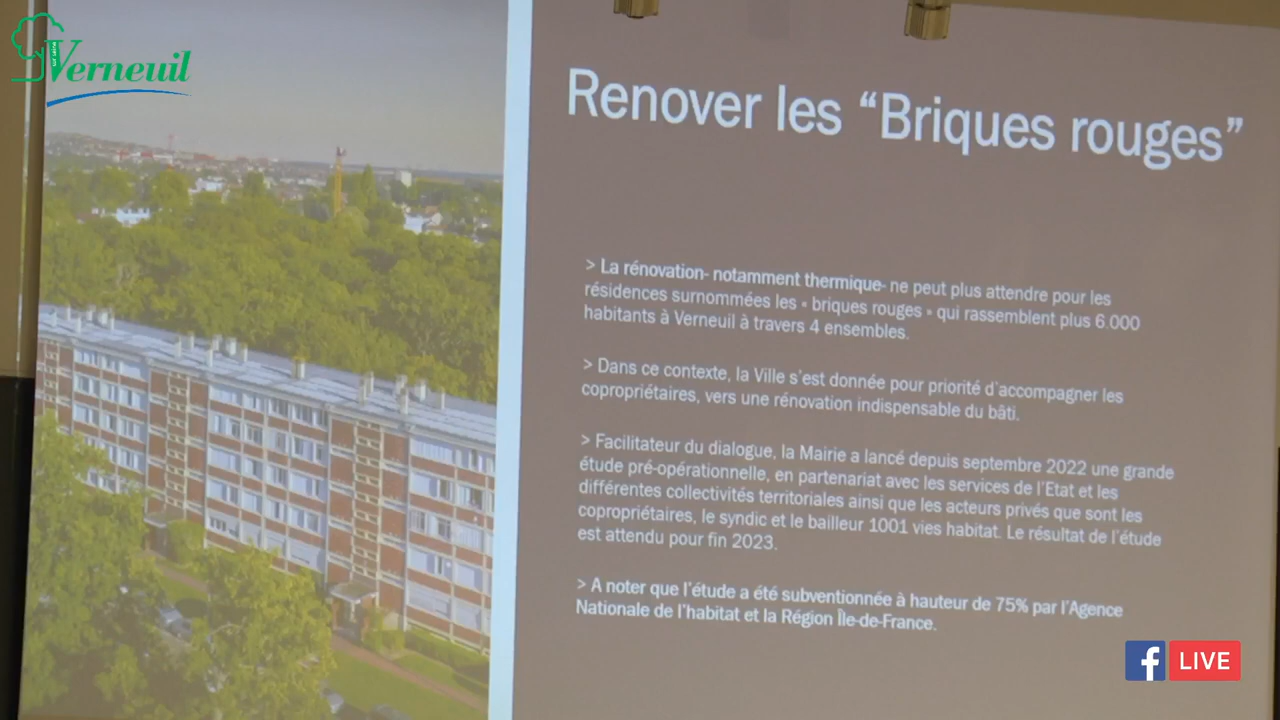 sur seine
Verneuil
Renover les “Briques rouges”
> La rénovation- notamment thermique- ne peut plus attendre pour les
résidences surnommées les « briques rouges » qui rassemblent plus 6.000
habitants à Verneuil à travers 4 ensembles.
> Dans ce contexte, la Ville s'est donnée pour priorité d'accompagner les
copropriétaires, vers une rénovation indispensable du bâti.
> Facilitateur du dialogue, la Mairie a lancé depuis septembre 2022 une grande
étude pré-opérationnelle, en partenariat avec les services de l'Etat et les
différentes collectivités territoriales ainsi que les acteurs privés que sont les
copropriétaires, le syndic et le bailleur 1001 vies habitat. Le résultat de l'étude
est attendu pour fin 2023.
> A noter que l'étude a été subventionnée à hauteur de 75% par l'Agence
Nationale de l'habitat et la Région Île-de-France.
f LIVE